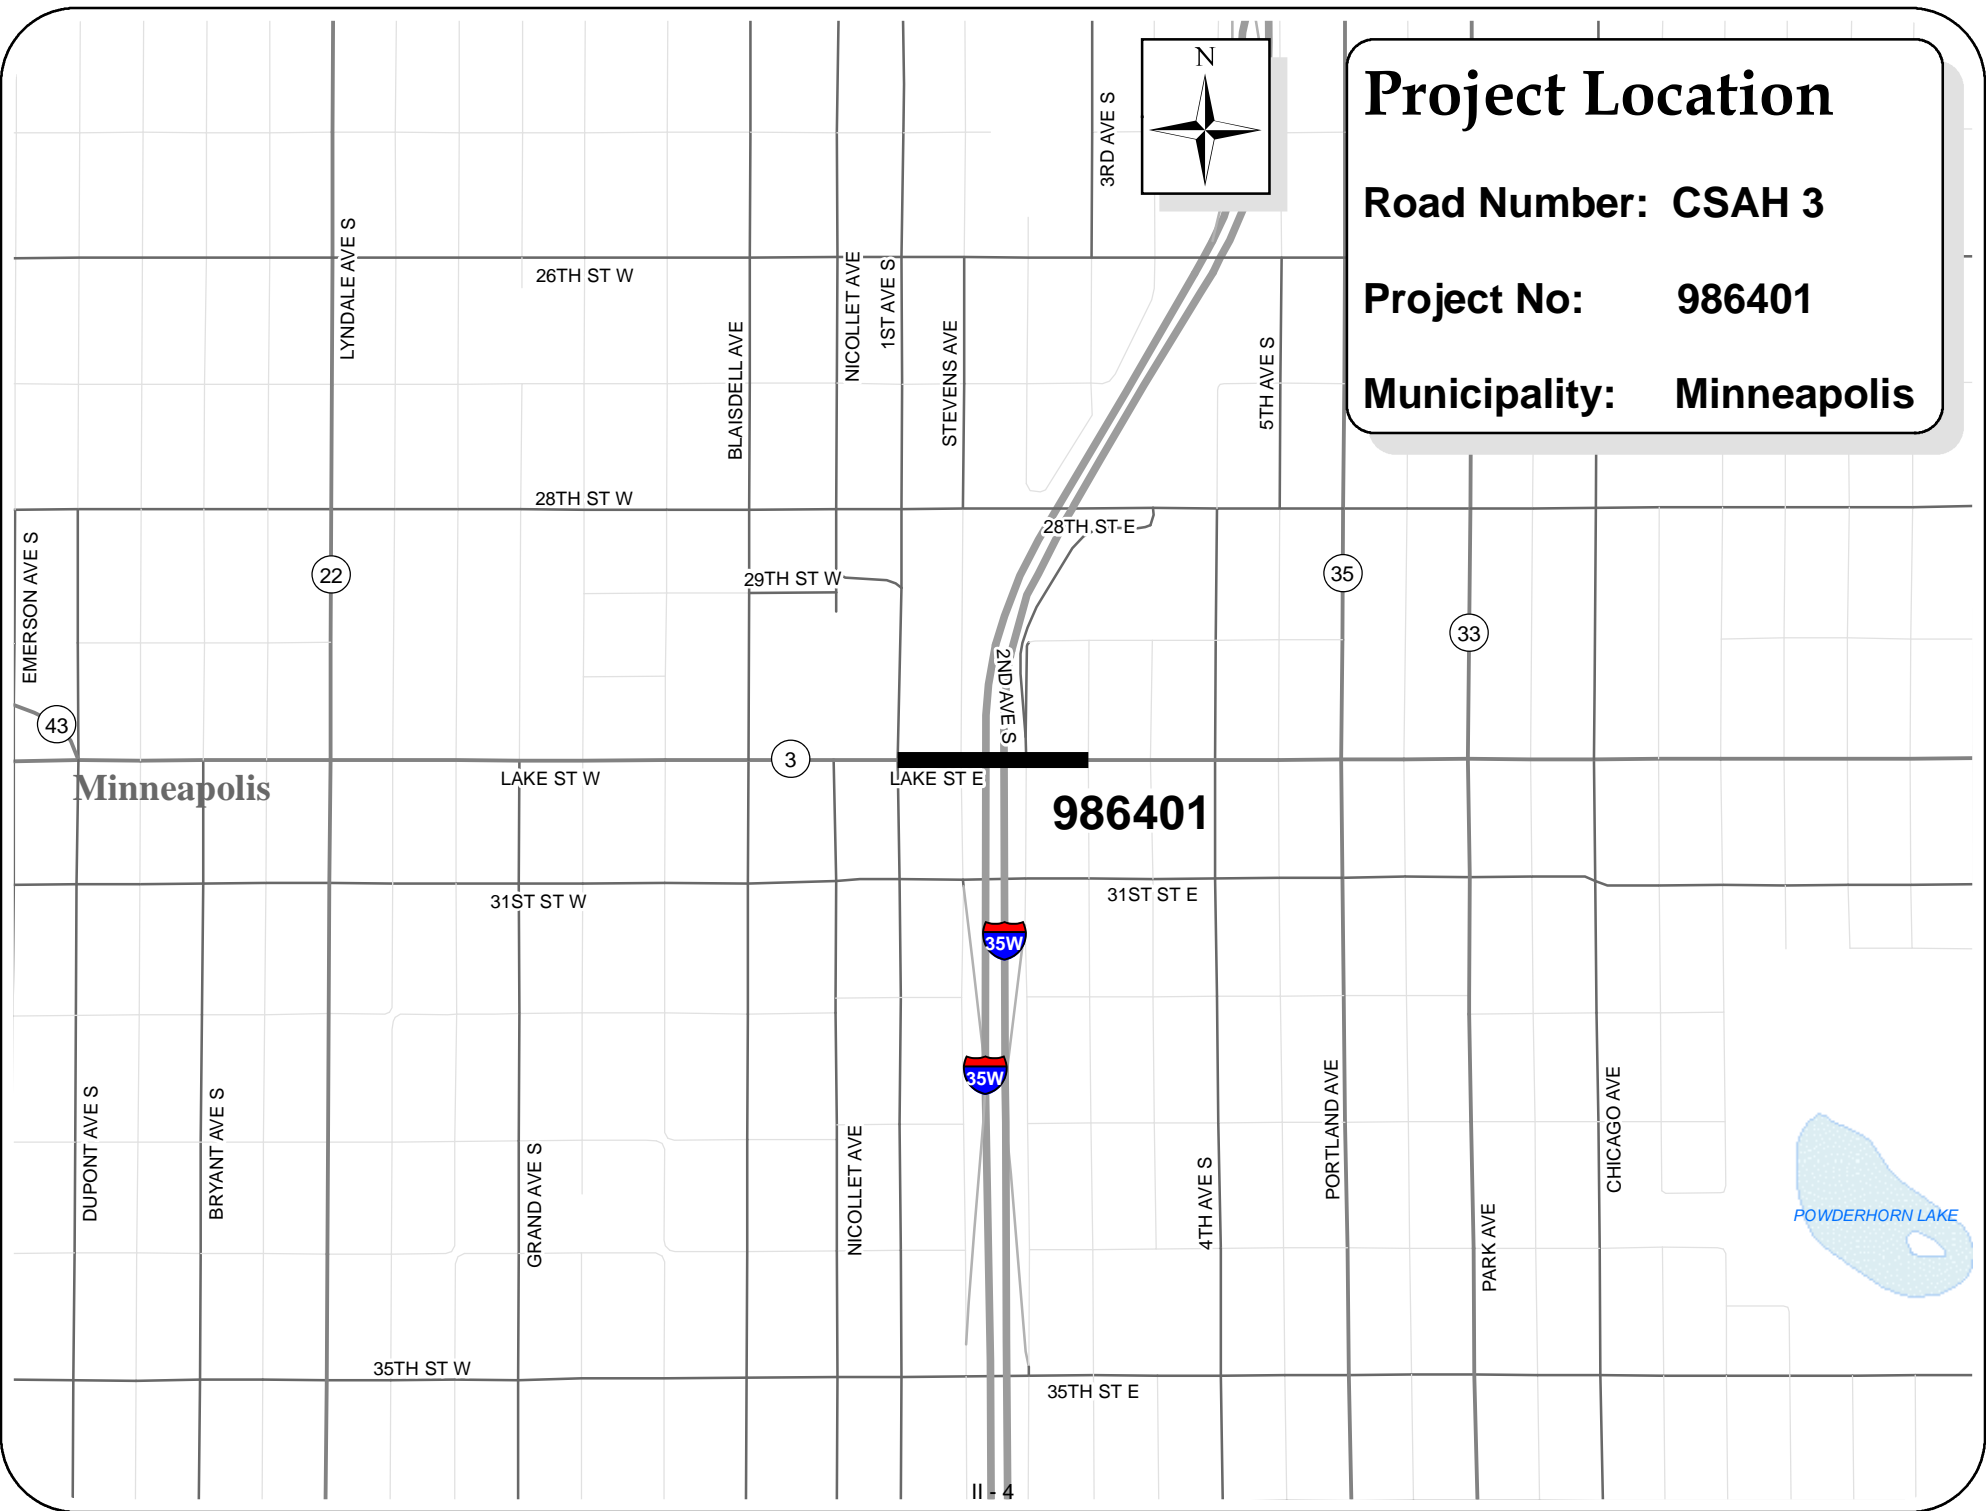 N
Project Location
Road Number: CSAH 3
Project No: 986401
Municipality: Minneapolis
3RD AVE S
LYNDALE AVE S
26TH ST W
BLAISDELL AVE
NICOLLET AVE
1ST AVE S
STEVENS AVE
5TH AVE S
28TH ST W
28TH ST E
EMERSON AVE S
22
29TH ST W
35
33
2ND AVE S
43
3
Minneapolis
LAKE ST W
LAKE ST E
986401
31ST ST W
31ST ST E
35W
35W
DUPONT AVE S
BRYANT AVE S
GRAND AVE S
NICOLLET AVE
4TH AVE S
PORTLAND AVE
PARK AVE
CHICAGO AVE
POWDERHORN LAKE
35TH ST W
35TH ST E
II - 4